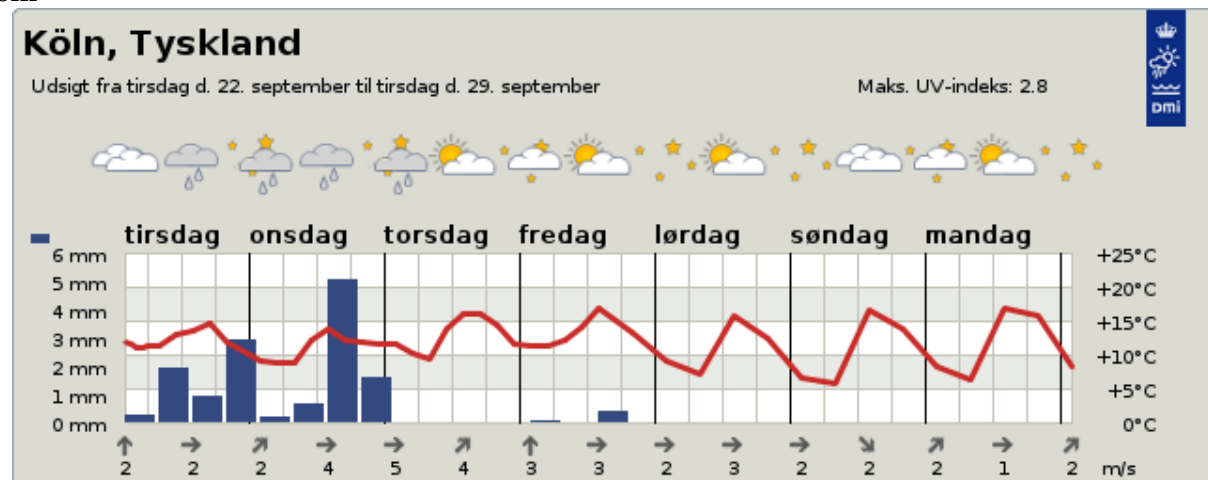 om
Köln, Tyskland
Udsigt fra tirsdag d. 22. september til tirsdag d. 29. september
Maks. UV-indeks: 2.8
DMI
tirsdag onsdag torsdag fredag lørdag søndag mandag
6 mm +25°C
5 mm +20°C
4 mm +15°C
3 mm +10°C
2 mm +5°C
1 mm 0°C
0 mm
2 2 2 4 5 4 3 3 2 3 2 2 2 1 2 m/s